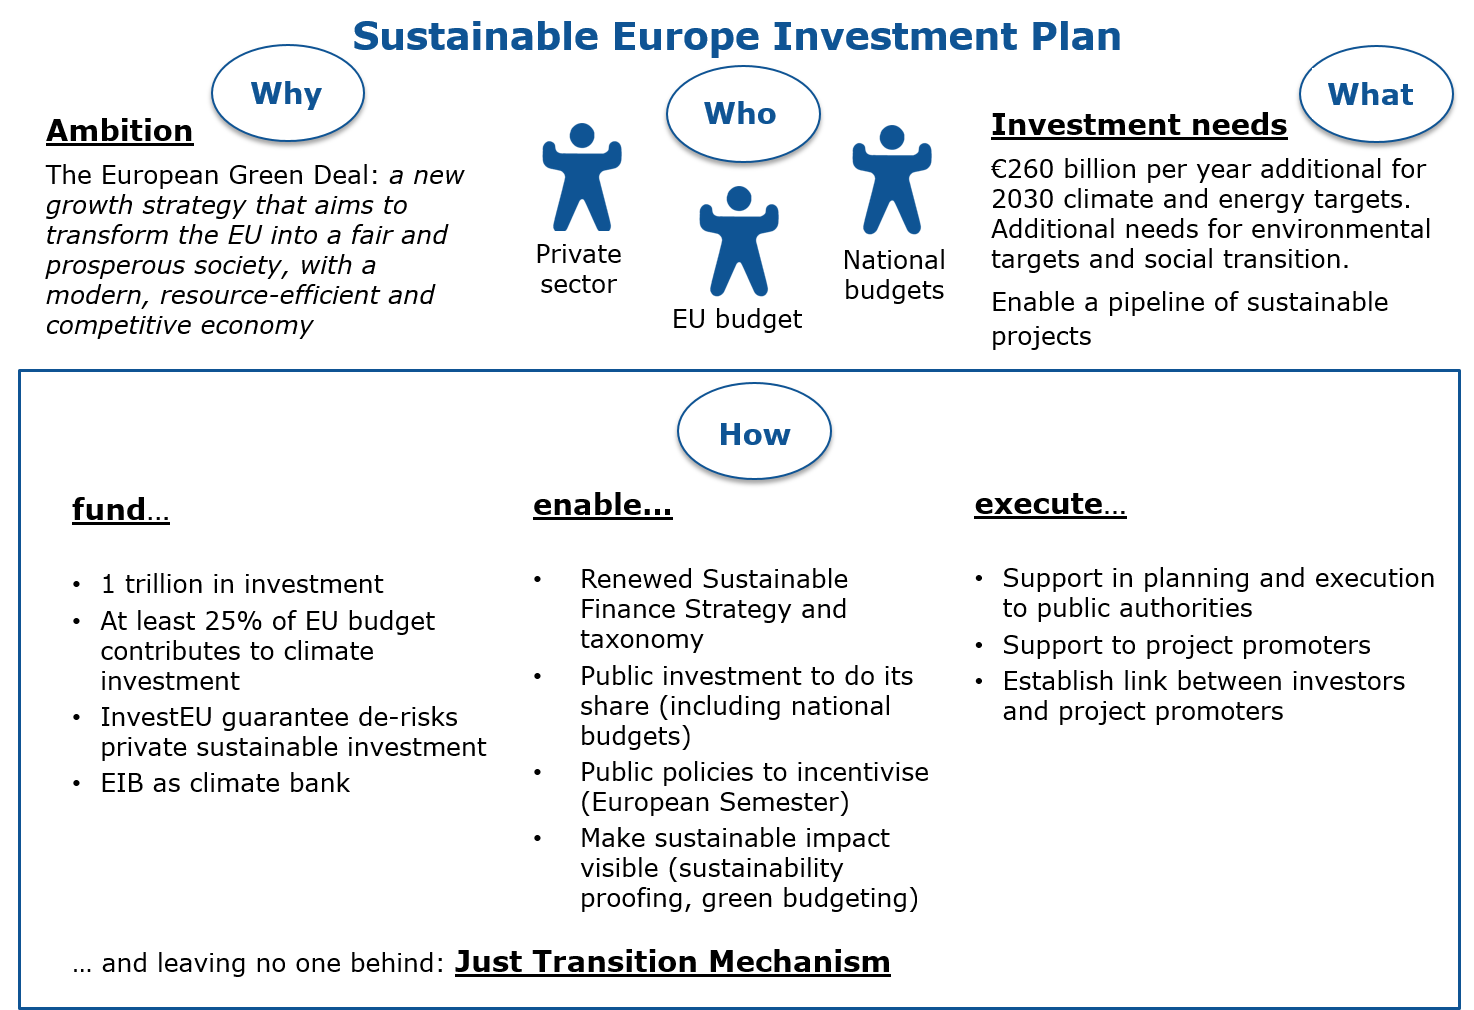 Sustainable Europe Investment Plan
Why
Ambition
The European Green Deal: a new
growth strategy that aims to
transform the EU into a fair and
prosperous society, with a
modern, resource-efficient and
competitive economy
Who
Private
sector
EU budget
National
budgets
What
Investment needs
€260 billion per year additional for
2030 climate and energy targets.
Additional needs for environmental
targets and social transition.
Enable a pipeline of sustainable
projects
How
fund...
• 1 trillion in investment
• At least 25% of EU budget
contributes to climate
investment
• InvestEU guarantee de-risks
private sustainable investment
• EIB as climate bank
enable...
• Renewed Sustainable
Finance Strategy and
taxonomy
• Public investment to do its
share (including national
budgets)
• Public policies to incentivise
(European Semester)
• Make sustainable impact
visible (sustainability
proofing, green budgeting)
execute...
• Support in planning and execution
to public authorities
• Support to project promoters
• Establish link between investors
and project promoters
... and leaving no one behind: Just Transition Mechanism